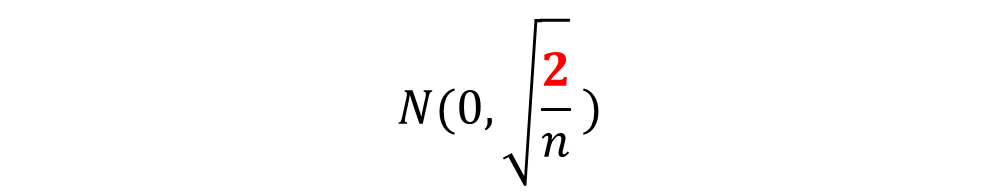 N(0, √(2/n))